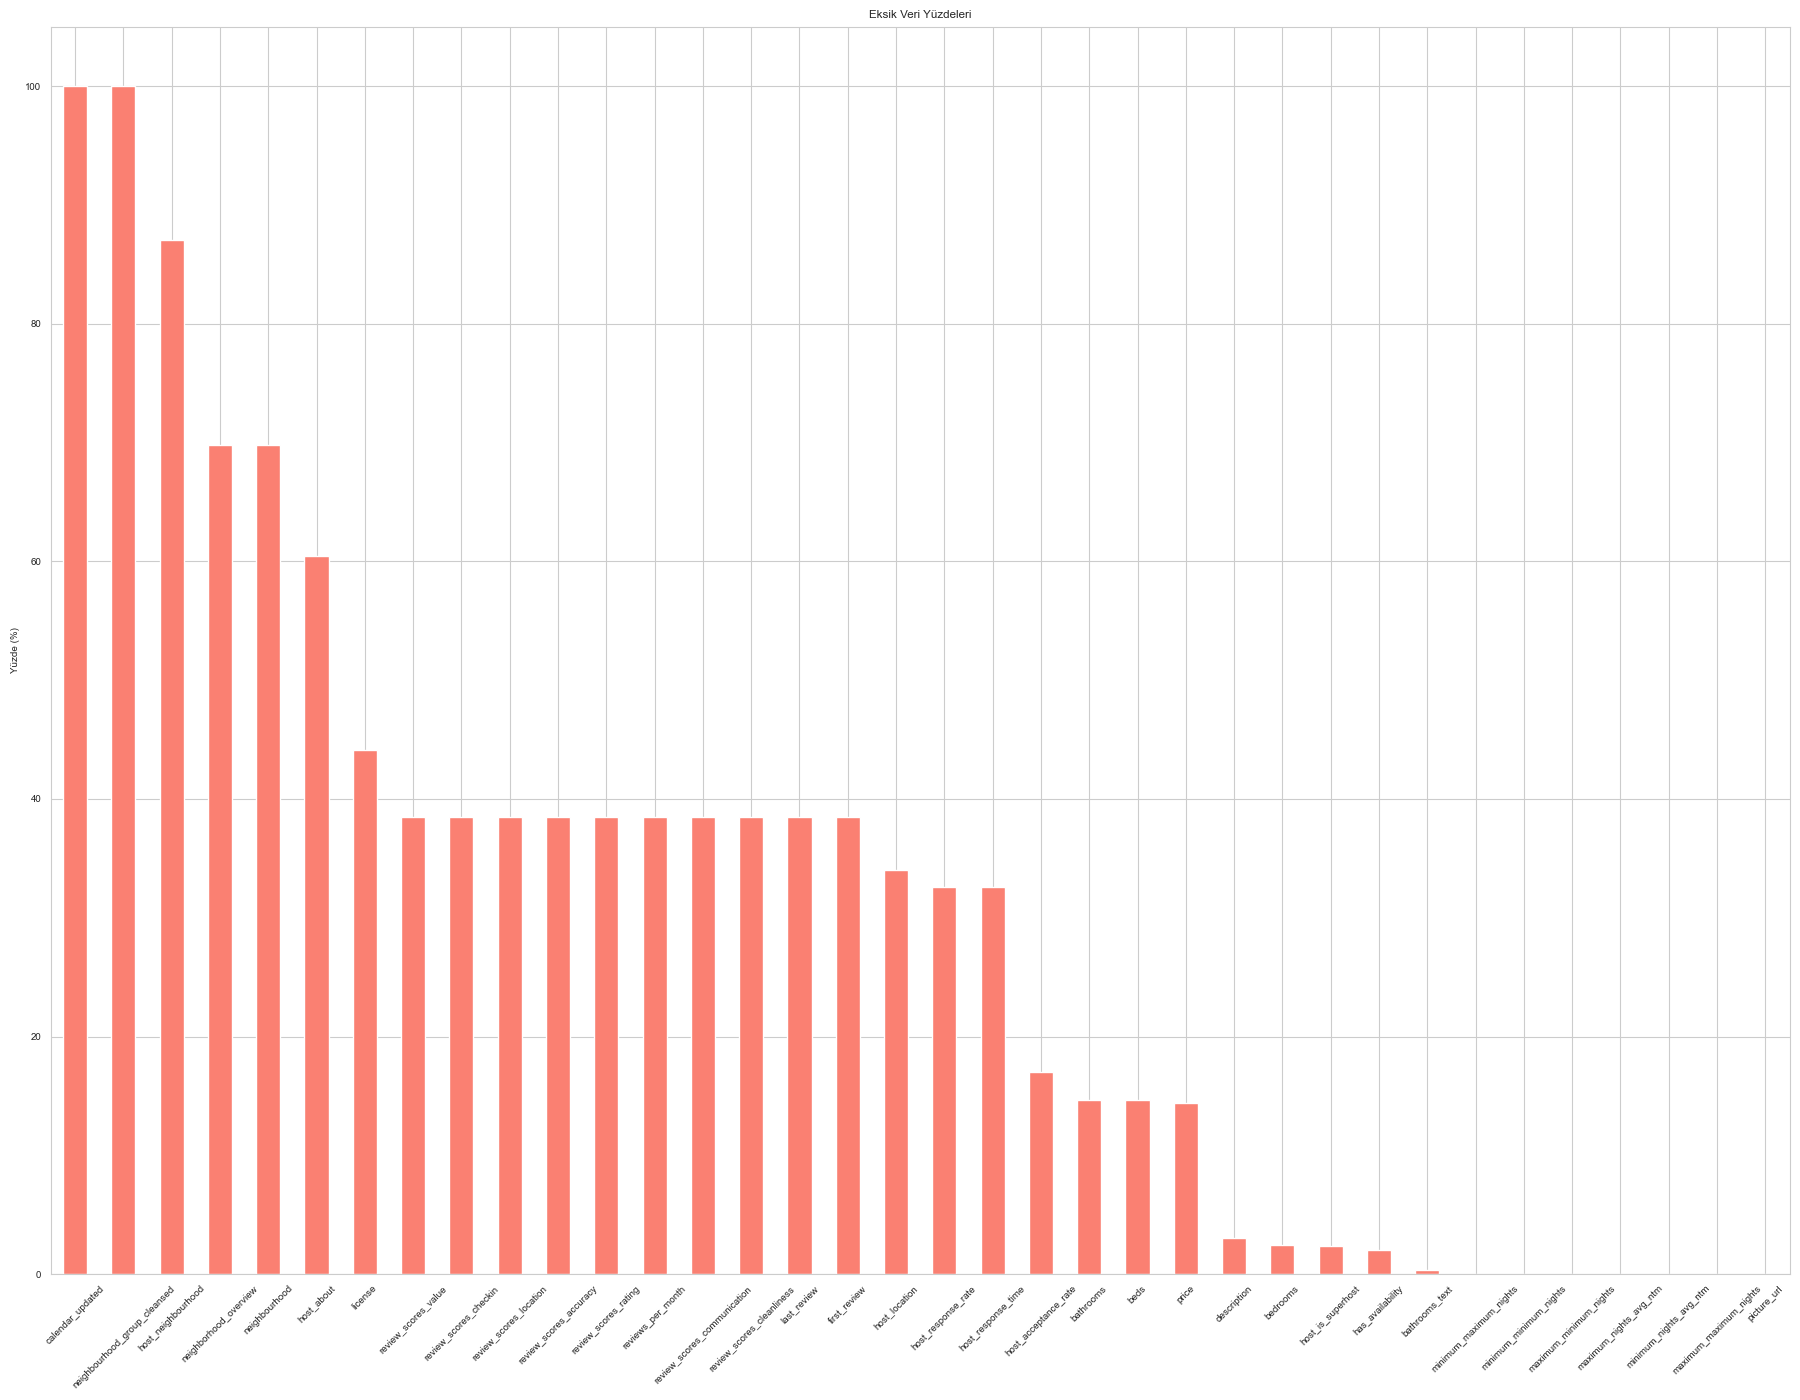 Eksik Veri Yüzdeleri
Yüzde (%)
100
80
60
40
20
0
calendar_updated
neighbourhood_group_cleansed
host_neighbourhood
neighborhood_overview
neighbourhood
host_about
license
review_scores_value
review_scores_checkin
review_scores_location
review_scores_accuracy
review_scores_rating
reviews_per_month
review_scores_communication
review_scores_cleanliness
last_review
first_review
host_location
host_response_rate
host_response_time
host_acceptance_rate
bathrooms
beds
price
description
bedrooms
host_is_superhost
has_availability
bathrooms_text
minimum_maximum_nights
minimum_minimum_nights
maximum_minimum_nights
maximum_nights_avg_ntm
minimum_nights_avg_ntm
maximum_maximum_nights
picture_url